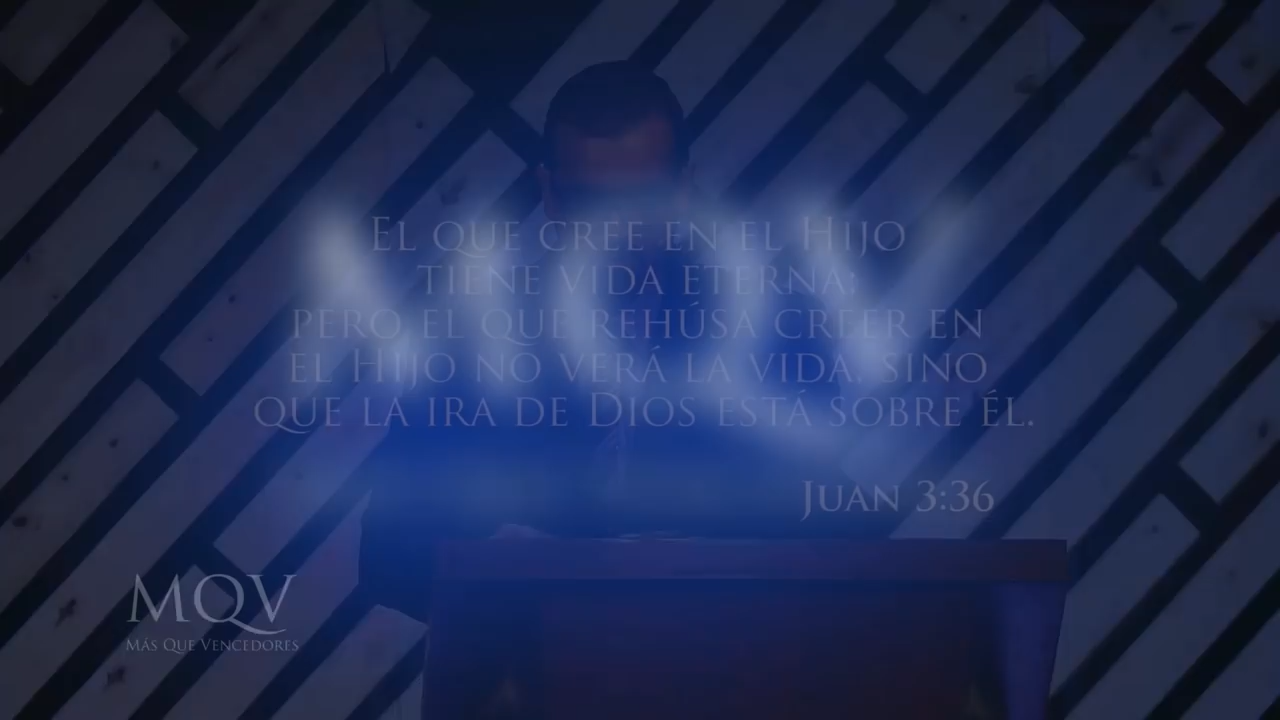 MQV
El que cree en el Hijo
tiene vida eterna;
pero el que rehúsa creer en
el Hijo no verá la vida, sino
que la ira de Dios está sobre él.
Juan 3:36
MQV
Más Que Vencedores